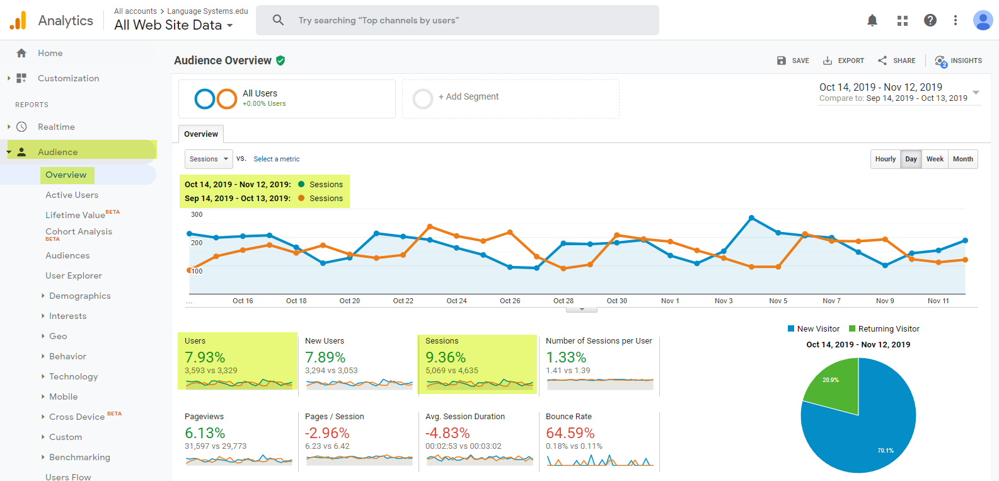 Analytics
All accounts > Language Systems.edu
All Web Site Data
Try searching “Top channels by users”
Home
Customization
REPORTS
Realtime
Audience
Overview
Active Users
Lifetime Value BETA
Cohort Analysis
BETA
Audiences
User Explorer
Demographics
Interests
Geo
Behavior
Technology
Mobile
Cross Device BETA
Custom
Benchmarking
Users Flow
Audience Overview
SAVE
EXPORT
SHARE
2
INSIGHTS
All Users
+0.00% Users
+ Add Segment
Oct 14, 2019 - Nov 12, 2019
Compare to: Sep 14, 2019 - Oct 13, 2019
Overview
Sessions
vs.
Select a metric
Hourly Day Week Month
Oct 14, 2019 - Nov 12, 2019: Sessions
Sep 14, 2019 - Oct 13, 2019: Sessions
300
200
100
... Oct 16 Oct 18 Oct 20 Oct 22 Oct 24 Oct 26 Oct 28 Oct 30 Nov 1 Nov 3 Nov 5 Nov 7 Nov 9 Nov 11
Users
7.93%
3,593 vs 3,329
New Users
7.89%
3,294 vs 3,053
Sessions
9.36%
5,069 vs 4,635
Number of Sessions per User
1.33%
1.41 vs 1.39
Pageviews
6.13%
31,597 vs 29,773
Pages / Session
-2.96%
6.23 vs 6.42
Avg. Session Duration
-4.83%
00:02:53 vs 00:03:02
Bounce Rate
64.59%
0.18% vs 0.11%
New Visitor Returning Visitor
Oct 14, 2019 - Nov 12, 2019
20.9%
79.1%